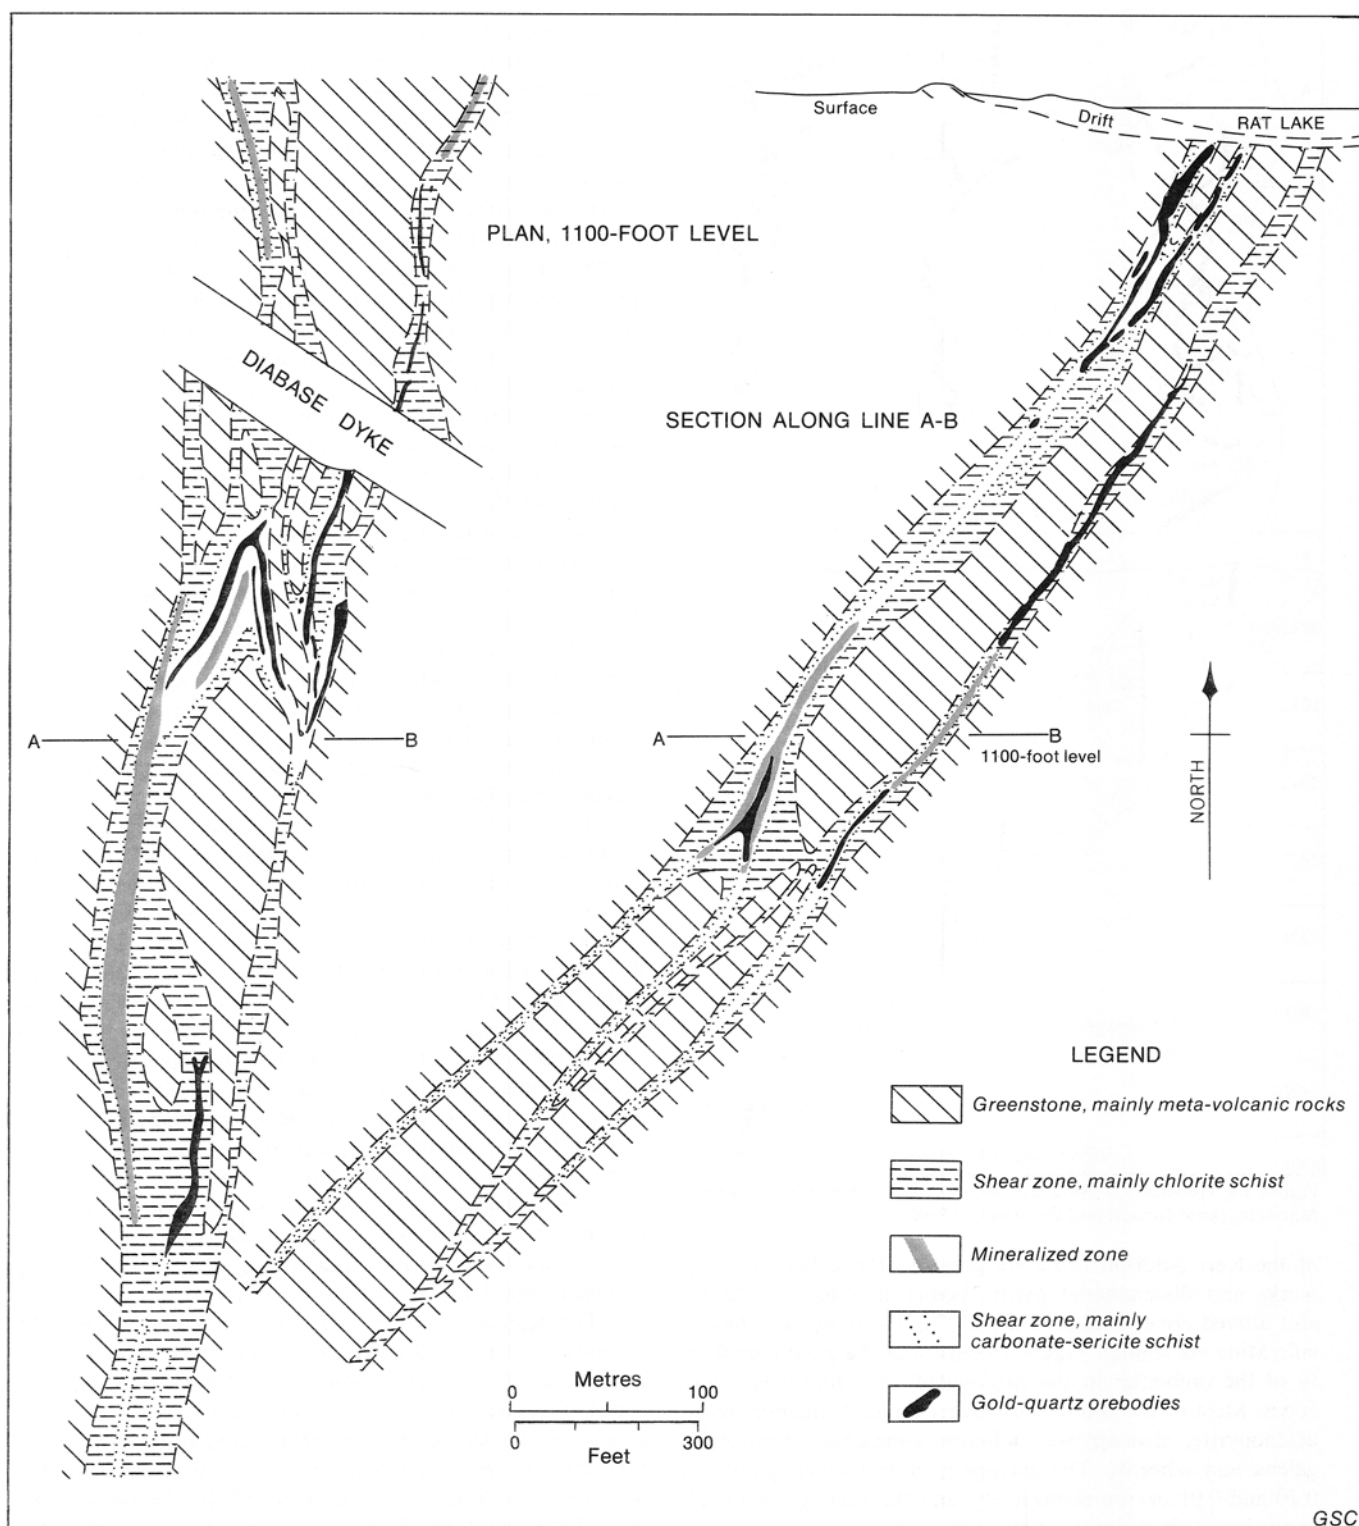 Surface
Drift
RAT LAKE
PLAN, 1100-FOOT LEVEL
DIABASE DYKE
SECTION ALONG LINE A-B
A
B
A
B
1100-foot level
NORTH
LEGEND
Greenstone, mainly meta-volcanic rocks
Shear zone, mainly chlorite schist
Mineralized zone
Shear zone, mainly
carbonate-sericite schist
Gold-quartz orebodies
Metres
0 100
0 300
Feet
GSC